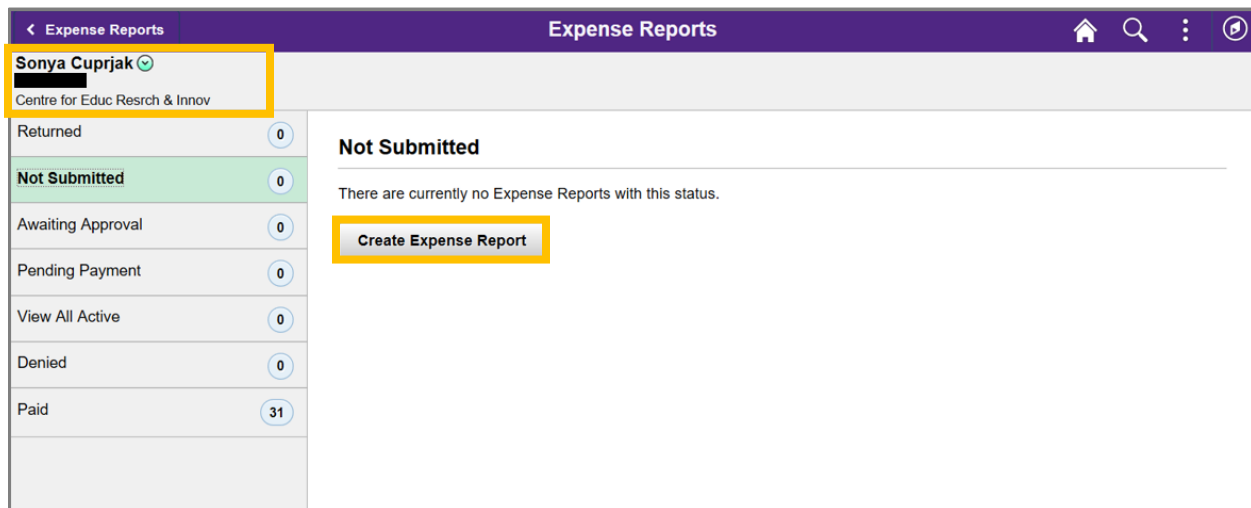 Expense Reports
Expense Reports
Sonya Cuprjak
Centre for Educ Resrch & Innov
Returned 0
Not Submitted 0
Awaiting Approval 0
Pending Payment 0
View All Active 0
Denied 0
Paid 31
Not Submitted
There are currently no Expense Reports with this status.
Create Expense Report